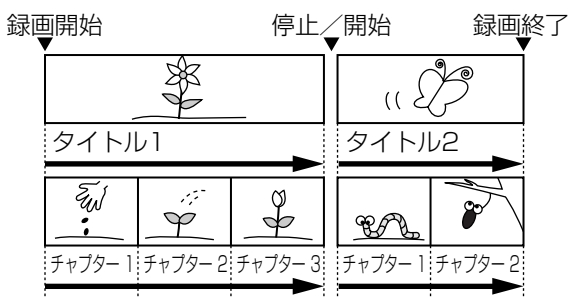 録画開始 停止／開始 録画終了
タイトル1 タイトル2
チャプター 1 チャプター 2 チャプター 3 チャプター 1 チャプター 2